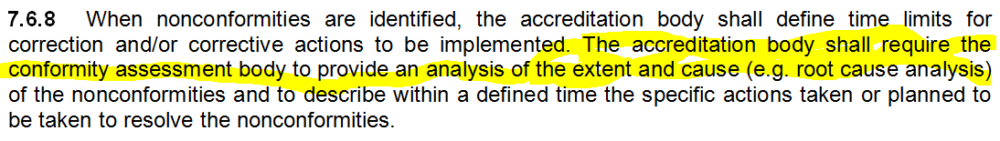 7.6.8 When nonconformities are identified, the accreditation body shall define time limits for
correction and/or corrective actions to be implemented. The accreditation body shall require the
conformity assessment body to provide an analysis of the extent and cause (e.g. root cause analysis)
of the nonconformities and to describe within a defined time the specific actions taken or planned to
be taken to resolve the nonconformities.